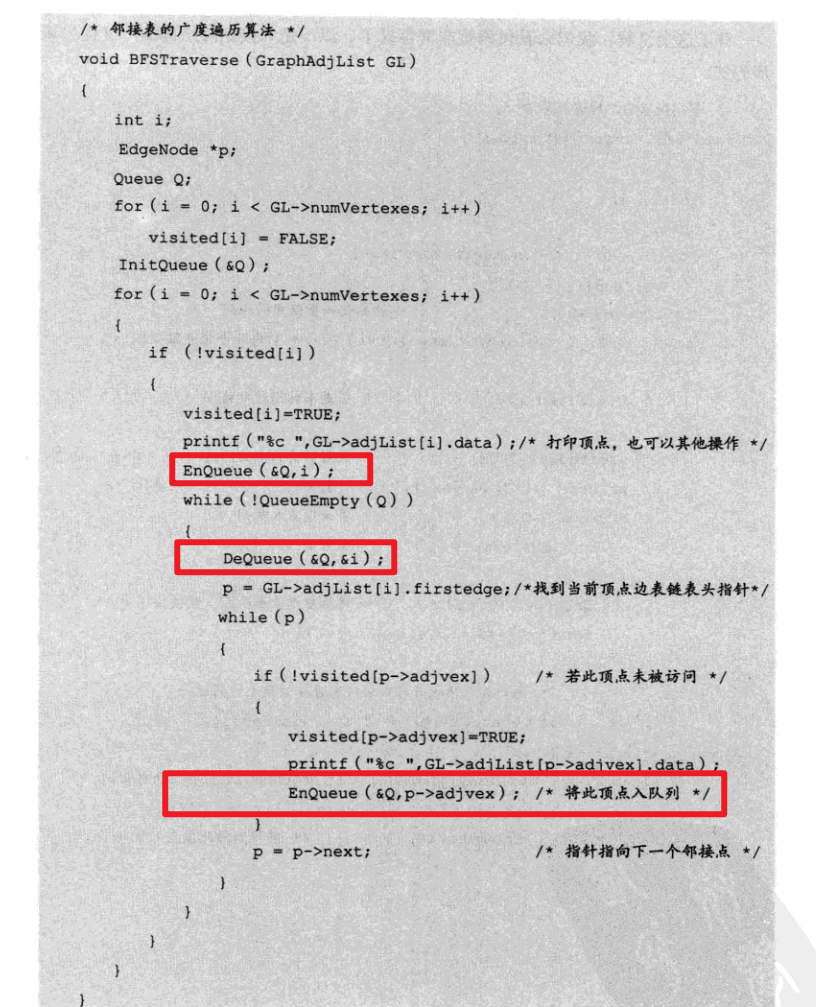 /* 邻接表的广度遍历算法 */
void BFSTraverse(GraphAdjList GL)
{
int i;
EdgeNode *p;
Queue Q;
for(i = 0; i < GL->numVertexes; i++)
visited[i] = FALSE;
InitQueue(&Q);
for(i = 0; i < GL->numVertexes; i++)
{
if (!visited[i])
{
visited[i]=TRUE;
printf("%c ",GL->adjList[i].data);/* 打印顶点，也可以其他操作 */
EnQueue(&Q,i);
while(!QueueEmpty(Q))
{
DeQueue(&Q,&i);
p = GL->adjList[i].firstedge;/*找到当前顶点边表链表头指针*/
while(p)
{
if(!visited[p->adjvex]) /* 若此顶点未被访问 */
{
visited[p->adjvex]=TRUE;
printf("%c ",GL->adjList[p->adjvex].data);
EnQueue(&Q,p->adjvex); /* 将此顶点入队列 */
}
p = p->next; /* 指针指向下一个邻接点 */
}
}
}
}
}